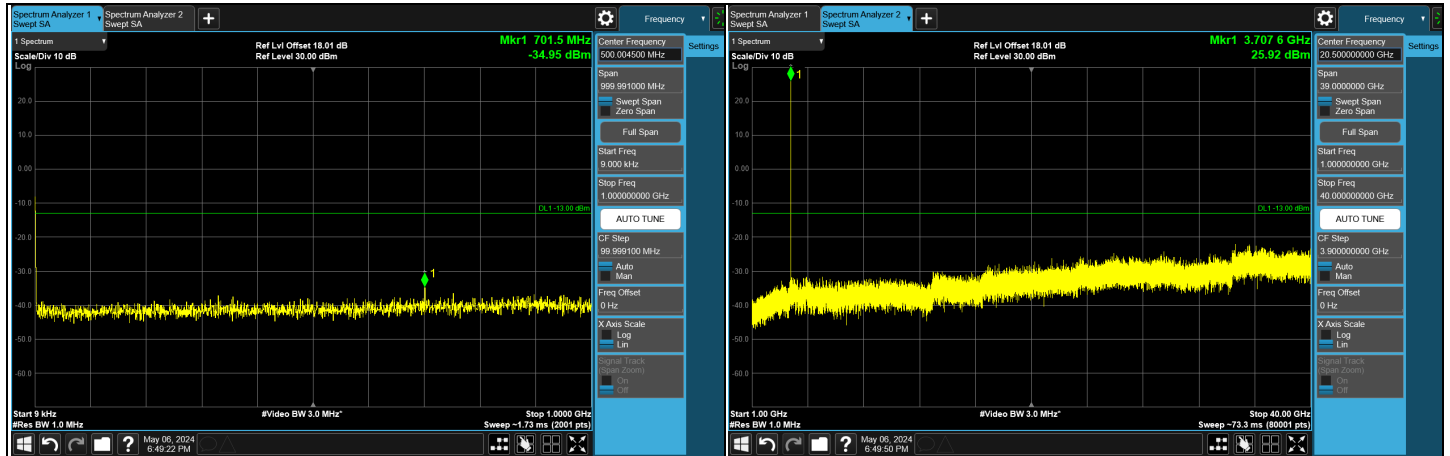 Spectrum Analyzer 1
Swept SA
Spectrum Analyzer 2
Swept SA
+
Frequency
1 Spectrum
Scale/Div 10 dB
Log
Ref Lvl Offset 18.01 dB
Ref Level 30.00 dBm
Mkr1 701.5 MHz
-34.95 dBm
20.0
10.0
0.00
-10.0
-20.0
-30.0
-40.0
-50.0
-60.0
DL1 -13.00 dBm
1
Start 9 kHz
#Res BW 1.0 MHz
#Video BW 3.0 MHz*
Stop 1.0000 GHz
Sweep ~1.73 ms (2001 pts)
Center Frequency
500.004500 MHz
Settings
Span
999.991000 MHz
Swept Span
Zero Span
Full Span
Start Freq
9.000 kHz
Stop Freq
1.000000000 GHz
AUTO TUNE
CF Step
99.999100 MHz
Auto
Man
Freq Offset
0 Hz
X Axis Scale
Log
Lin
Signal Track
(Span Zoom)
On
Off
?
May 06, 2024
6:49:22 PM
Spectrum Analyzer 1
Swept SA
Spectrum Analyzer 2
Swept SA
+
Frequency
1 Spectrum
Scale/Div 10 dB
Log
Ref Lvl Offset 18.01 dB
Ref Level 30.00 dBm
Mkr1 3.707 6 GHz
25.92 dBm
1
20.0
10.0
0.00
-10.0
-20.0
-30.0
-40.0
-50.0
-60.0
DL1 -13.00 dBm
Start 1.00 GHz
#Res BW 1.0 MHz
#Video BW 3.0 MHz*
Stop 40.00 GHz
Sweep ~73.3 ms (80001 pts)
Center Frequency
20.500000000 GHz
Settings
Span
39.0000000 GHz
Swept Span
Zero Span
Full Span
Start Freq
1.000000000 GHz
Stop Freq
40.000000000 GHz
AUTO TUNE
CF Step
3.900000000 GHz
Auto
Man
Freq Offset
0 Hz
X Axis Scale
Log
Lin
Signal Track
(Span Zoom)
On
Off
?
May 06, 2024
6:49:50 PM